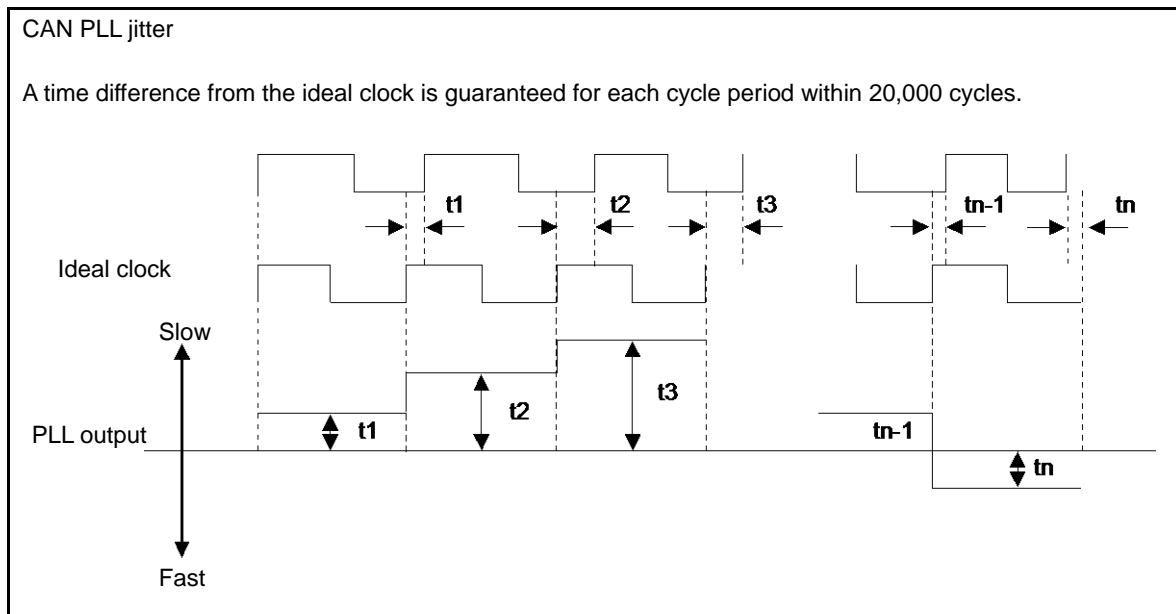 CAN PLL jitter
A time difference from the ideal clock is guaranteed for each cycle period within 20,000 cycles.
t1
t2
t3
tn-1
tn
Ideal clock
Slow
t1
t2
t3
PLL output
tn-1
tn
Fast